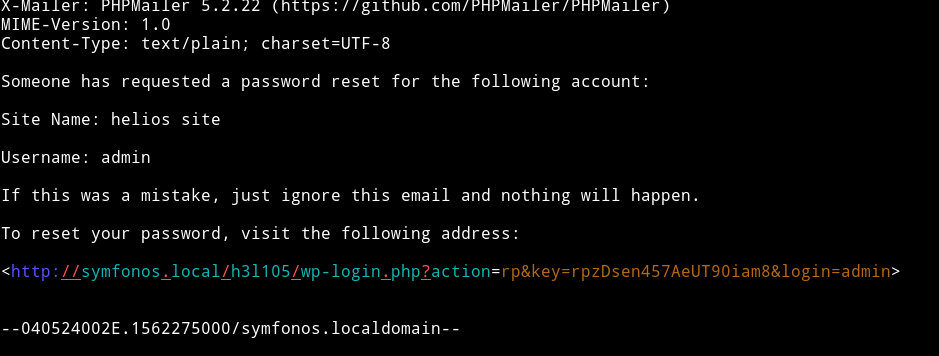 X-Mailer: PHPMailer 5.2.22 (https://github.com/PHPMailer/PHPMailer)
MIME-Version: 1.0
Content-Type: text/plain; charset=UTF-8
Someone has requested a password reset for the following account:
Site Name: helios site
Username: admin
If this was a mistake, just ignore this email and nothing will happen.
To reset your password, visit the following address:
<http://symfonos.local/h3l105/wp-login.php?action=rp&key=rpzDsen457AeUT90iam8&login=admin>
--040524002E.1562275000/symfonos.localdomain--